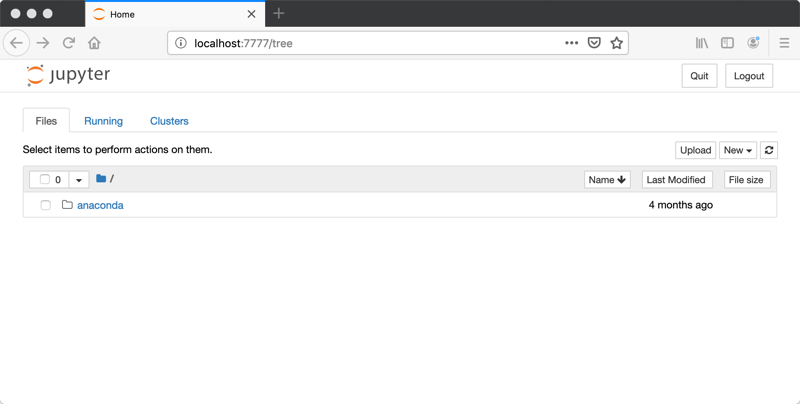 Home
localhost:7777/tree
jupyter
Quit
Logout
Files
Running
Clusters
Select items to perform actions on them.
Upload
New
0
/
Name
Last Modified
File size
anaconda
4 months ago